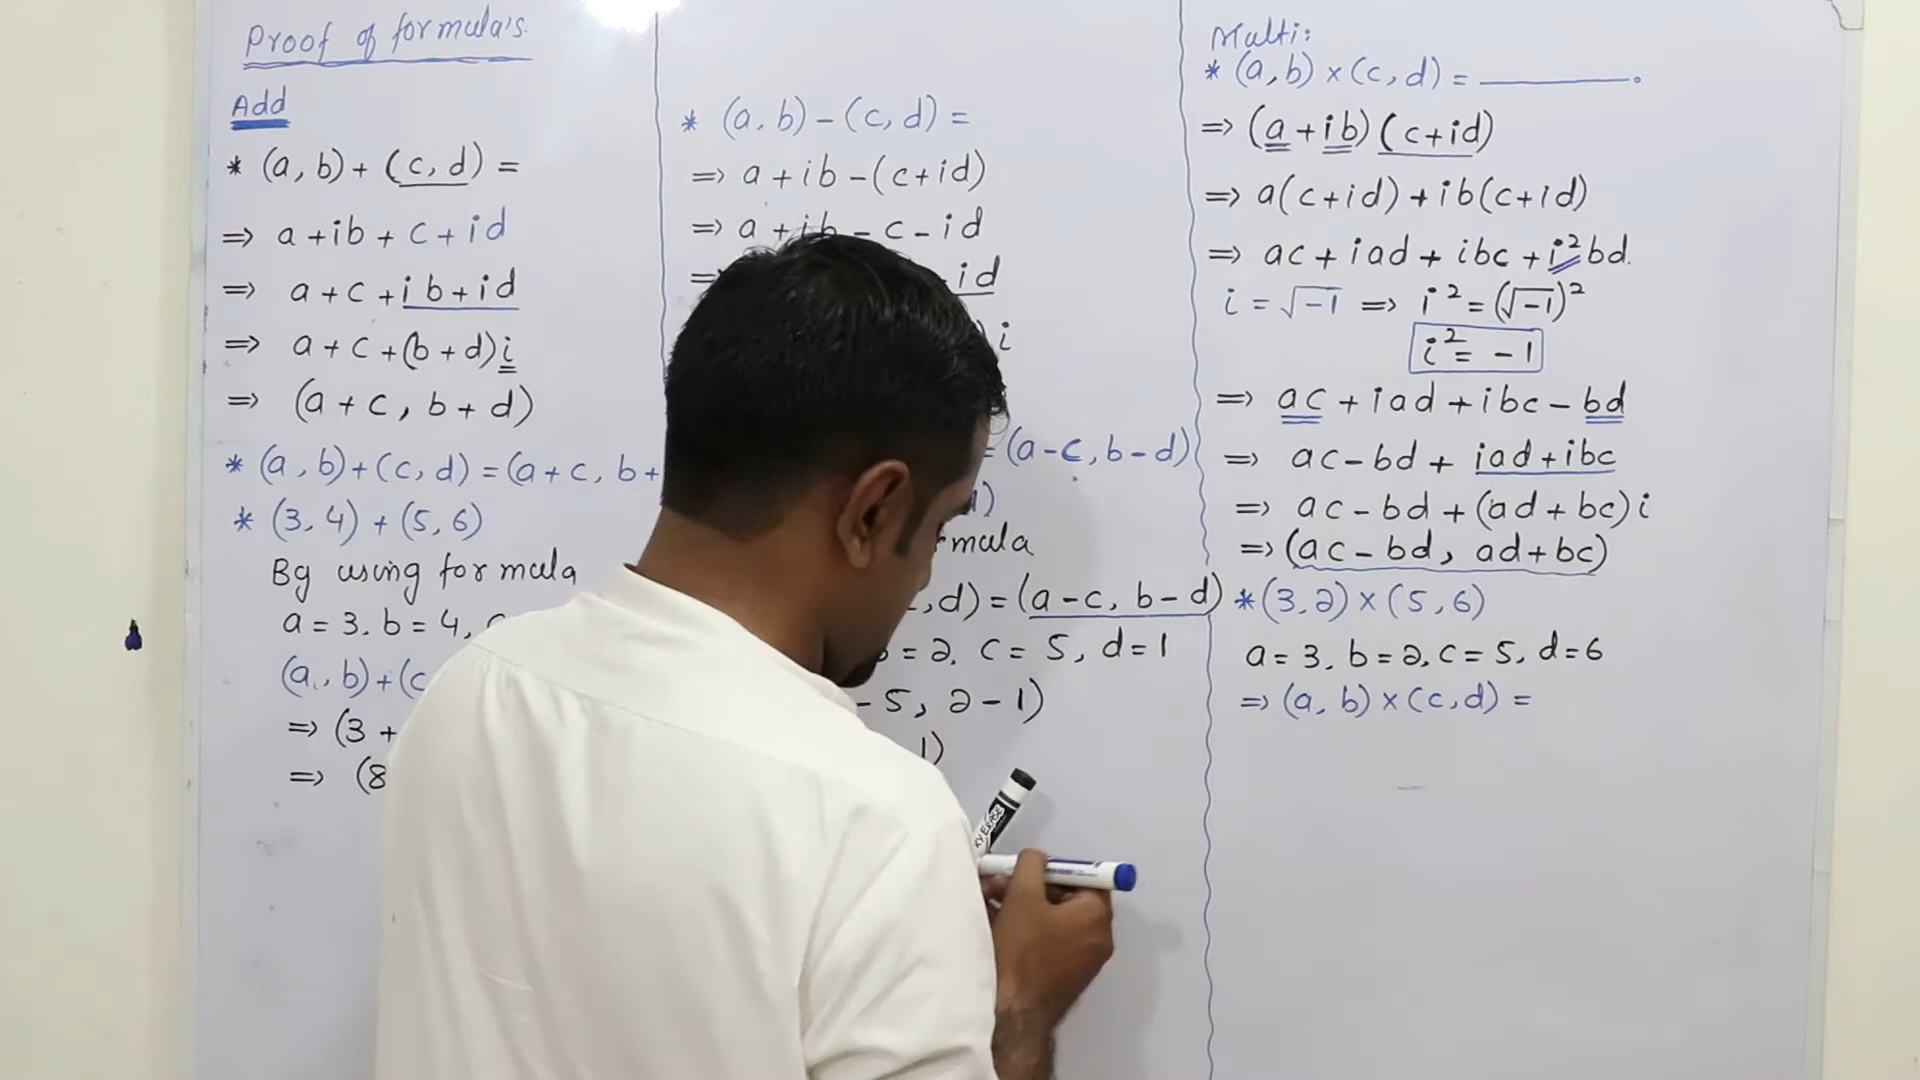 Proof of formula's.
Add
* (a, b) + (c, d) =
⇒ a + ib + c + id
⇒ a + c + ib + id
⇒ a + c + (b + d)i
⇒ (a + c, b + d)
* (a, b) + (c, d) = (a + c, b +
* (3, 4) + (5, 6)
By using formula
a = 3. b = 4,
(a, b) + (c
⇒ (3 +
⇒ (8
* (a, b) - (c, d) =
⇒ a + ib - (c + id)
⇒ a + ib - c - id
⇒ - id
) i
= (a - c, b - d)
)
mula
, d) = (a - c, b - d)
= 2, c = 5, d = 1
- 5, 2 - 1)
1)
Multi:
* (a, b) × (c, d) = ________.
⇒ (a + ib) (c + id)
⇒ a(c + id) + ib(c + id)
⇒ ac + iad + ibc + i²bd.
i = √-1 ⇒ i² = (√-1)²
i² = -1
⇒ ac + iad + ibc - bd
⇒ ac - bd + iad + ibc
⇒ ac - bd + (ad + bc) i
⇒ (ac - bd, ad + bc)
* (3, 2) × (5, 6)
a = 3, b = 2, c = 5, d = 6
⇒ (a, b) × (c, d) =